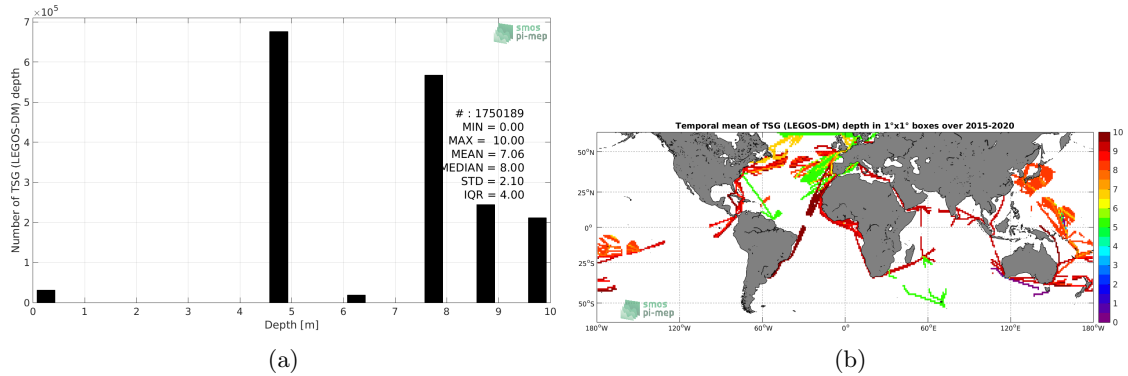 7 ×10⁵
smos
pi-mep
6
5
4
3
2
1
0
Number of TSG (LEGOS-DM) depth
# : 1750189
MIN = 0.00
MAX = 10.00
MEAN = 7.06
MEDIAN = 8.00
STD = 2.10
IQR = 4.00
0 1 2 3 4 5 6 7 8 9 10
Depth [m]
(a)
Temporal mean of TSG (LEGOS-DM) depth in 1°x1° boxes over 2015-2020
50°N
25°N
0°
25°S
50°S
smos
pi-mep
180°W 120°W 60°W 0° 60°E 120°E 180°W
10
9
8
7
6
5
4
3
2
1
0
(b)